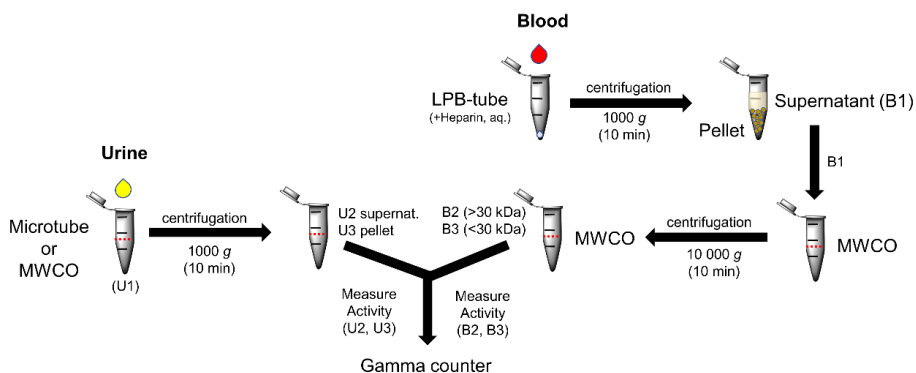 Blood
LPB-tube
(+Heparin, aq.)
centrifugation
1000 g
(10 min)
Supernatant (B1)
Pellet
B1
Urine
Microtube
or
MWCO
(U1)
centrifugation
1000 g
(10 min)
U2 supernat.
U3 pellet
B2 (>30 kDa)
B3 (<30 kDa)
MWCO
centrifugation
10 000 g
(10 min)
MWCO
Measure
Activity
(U2, U3)
Measure
Activity
(B2, B3)
Gamma counter